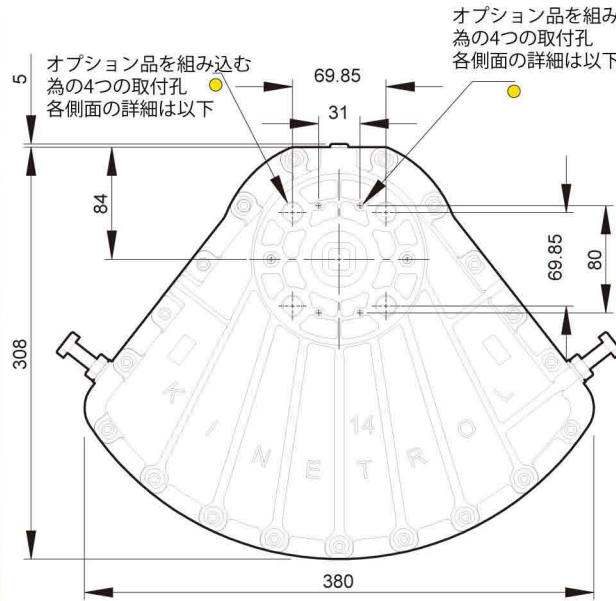 オプション品を組み込む
為の4つの取付孔
各側面の詳細は以下
オプション品を組み
為の4つの取付孔
各側面の詳細は以下
5
69.85
31
84
69.85
80
308
KINETROL
14
380